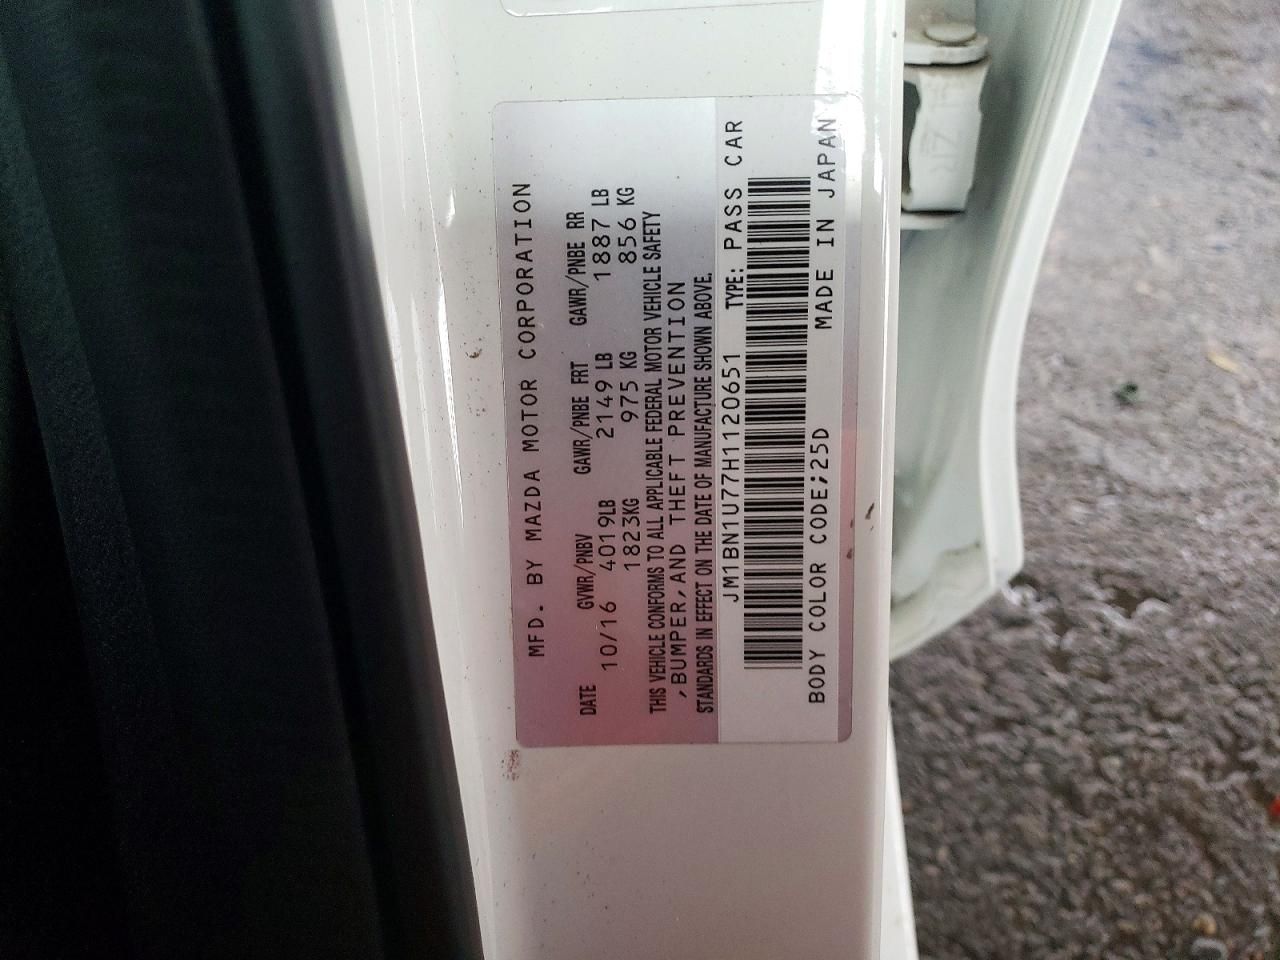 MFD. BY MAZDA MOTOR CORPORATION
DATE GVWR/PNBV GAWR/PNBE FRT GAWR/PNBE RR
10/16 4019LB 2149 LB 1887 LB
1823KG 975 KG 856 KG
THIS VEHICLE CONFORMS TO ALL APPLICABLE FEDERAL MOTOR VEHICLE SAFETY
,BUMPER,AND THEFT PREVENTION
STANDARDS IN EFFECT ON THE DATE OF MANUFACTURE SHOWN ABOVE.
JM1BN1U77H1120651 TYPE: PASS CAR
BODY COLOR CODE;25D MADE IN JAPAN